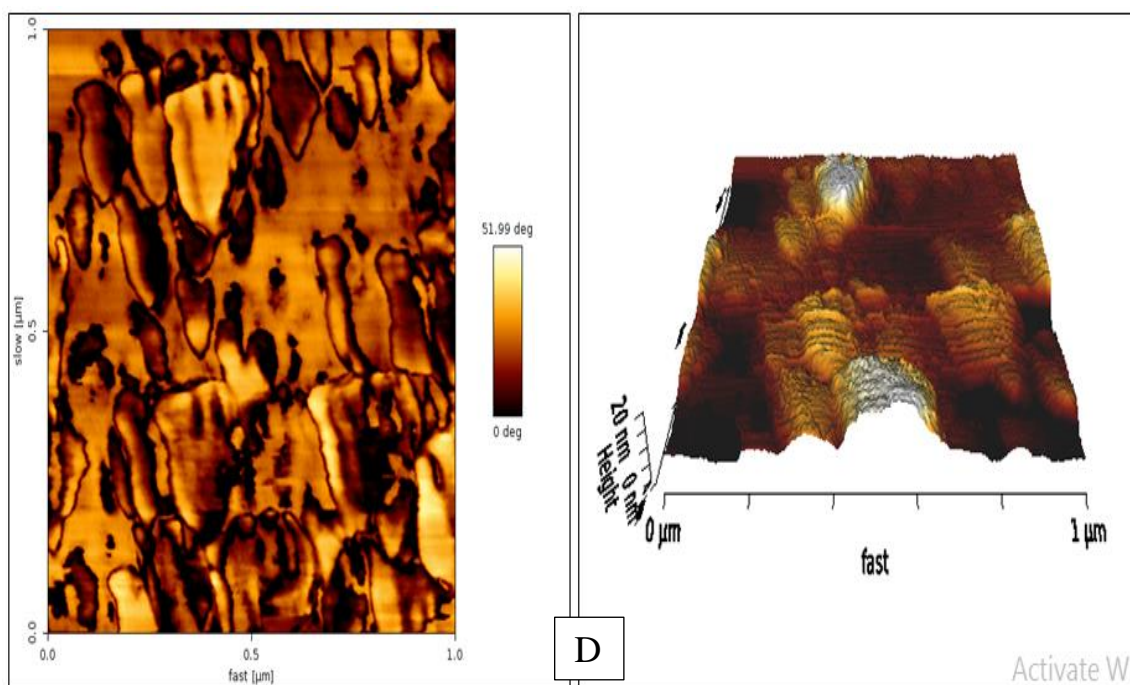 1.0
slow [µm]
0.5
0.0
0.0
0.5
1.0
fast [µm]
51.99 deg
0 deg
20 nm
0 nm
Height
0 µm
1 µm
fast
D
Activate W